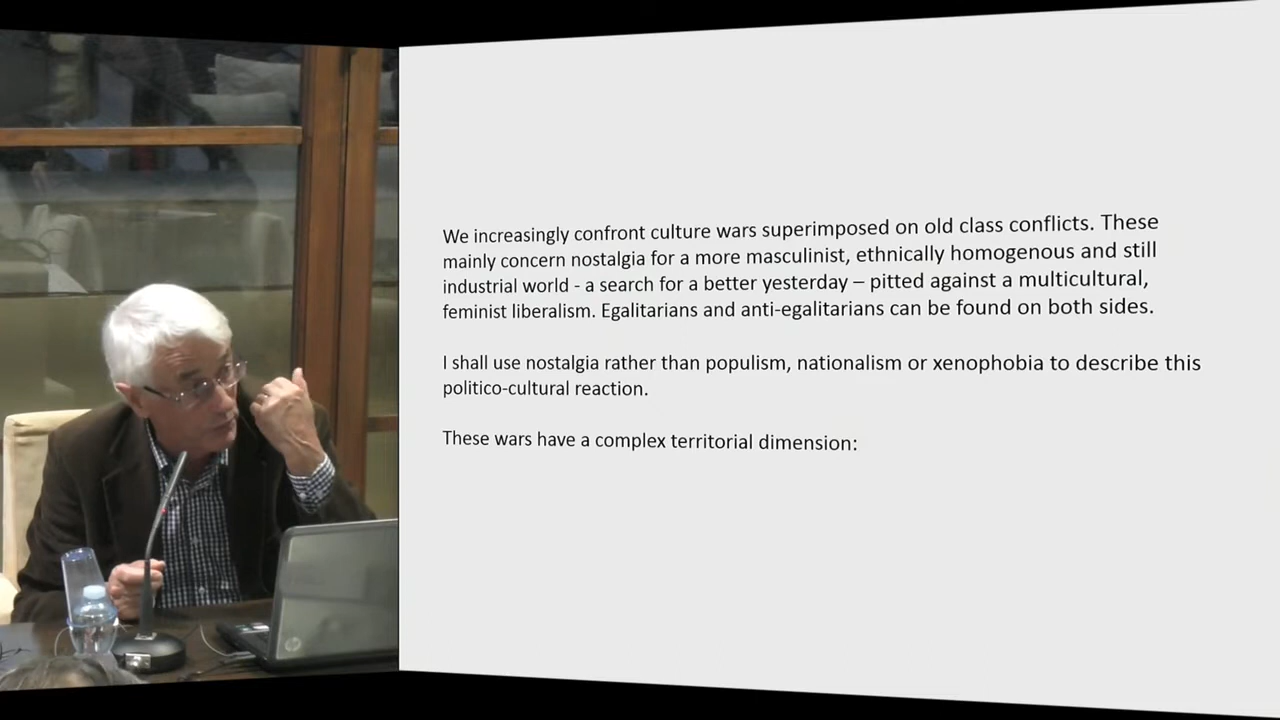 We increasingly confront culture wars superimposed on old class conflicts. These
mainly concern nostalgia for a more masculinist, ethnically homogenous and still
industrial world - a search for a better yesterday – pitted against a multicultural,
feminist liberalism. Egalitarians and anti-egalitarians can be found on both sides.
I shall use nostalgia rather than populism, nationalism or xenophobia to describe this
politico-cultural reaction.
These wars have a complex territorial dimension:
hp